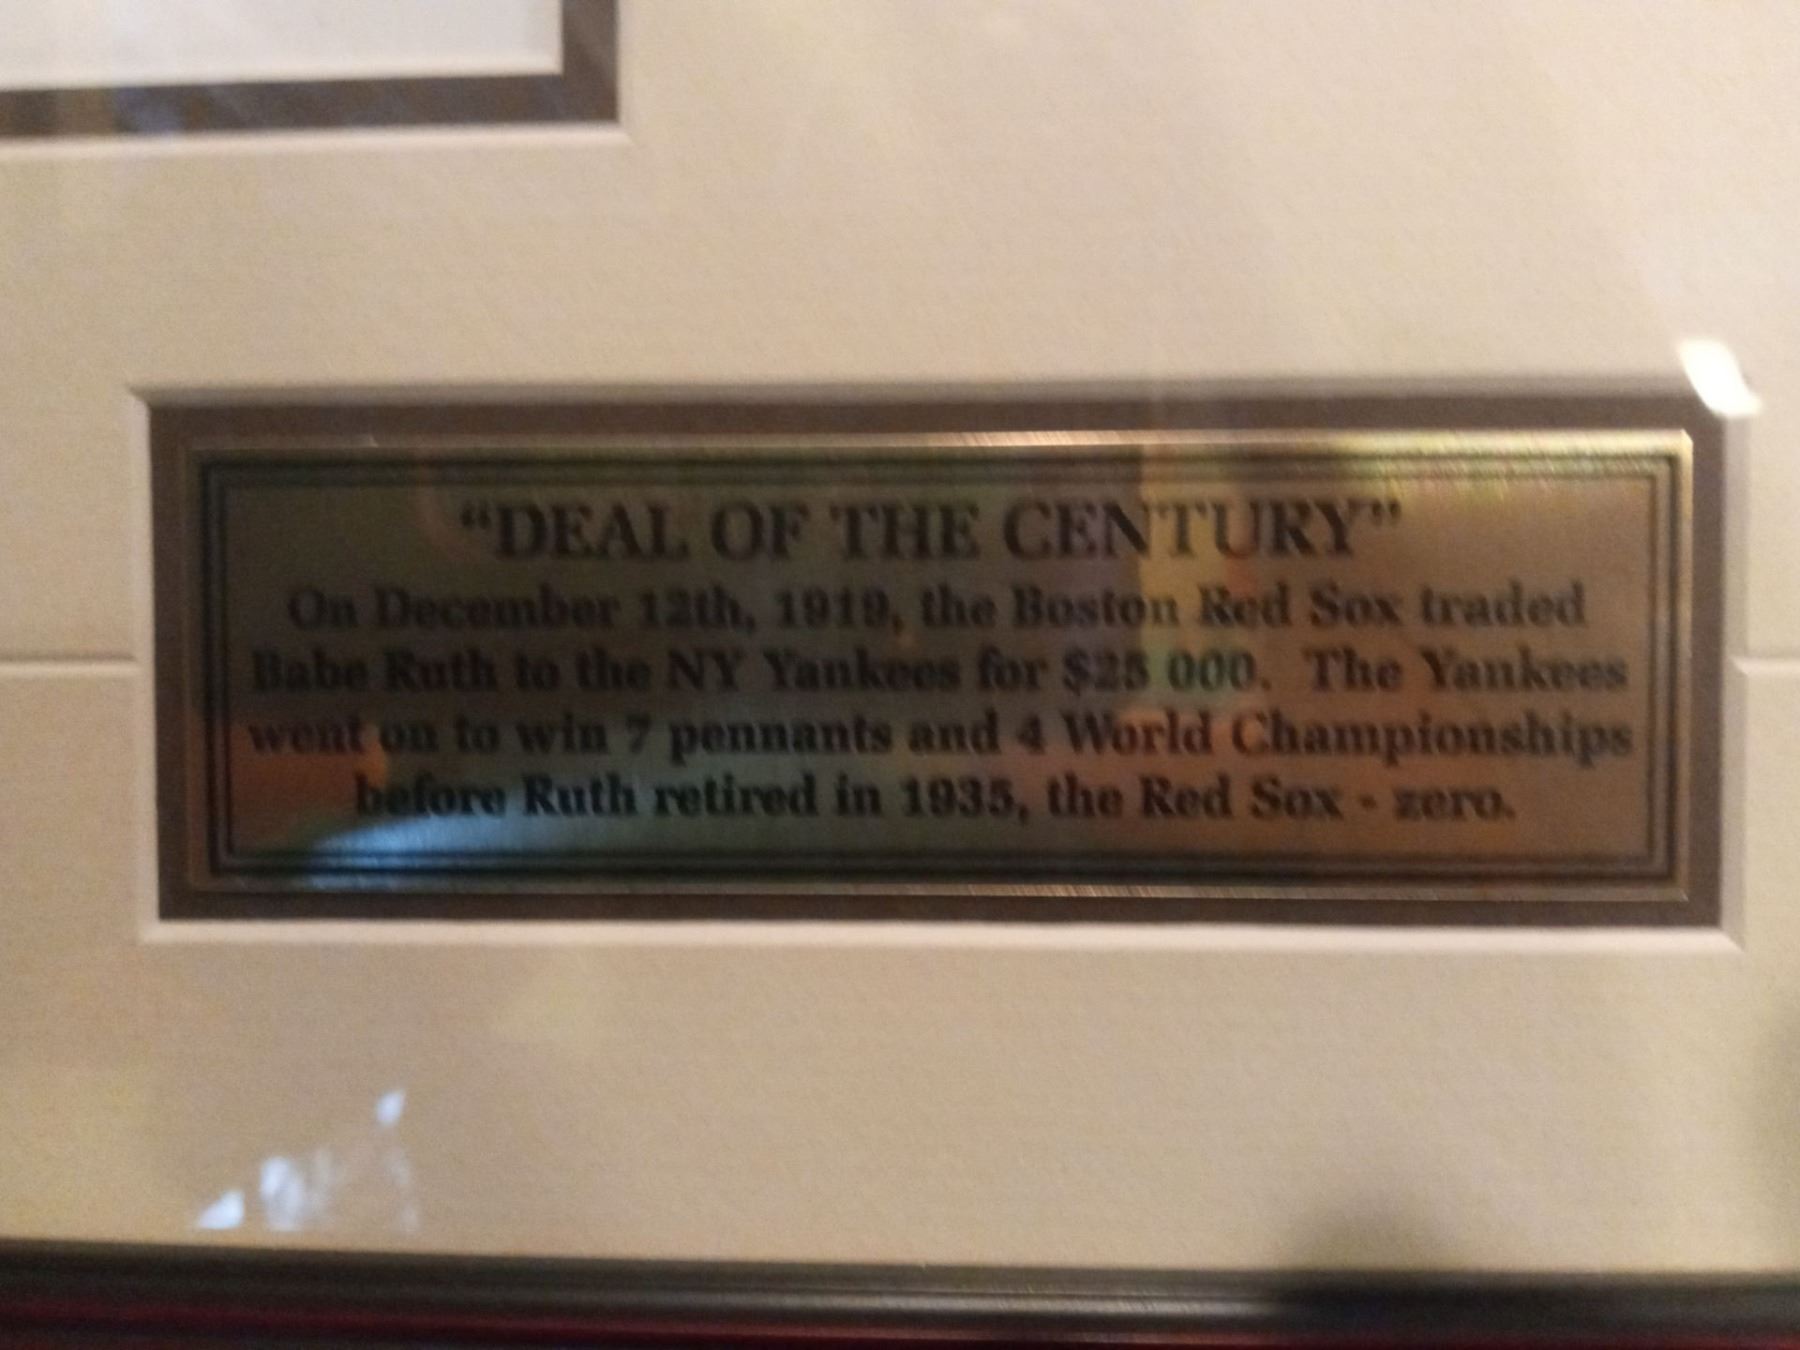 “DEAL OF THE CENTURY”
On December 12th, 1919, the Boston Red Sox traded
Babe Ruth to the NY Yankees for $25 000. The Yankees
went on to win 7 pennants and 4 World Championships
before Ruth retired in 1935, the Red Sox - zero.